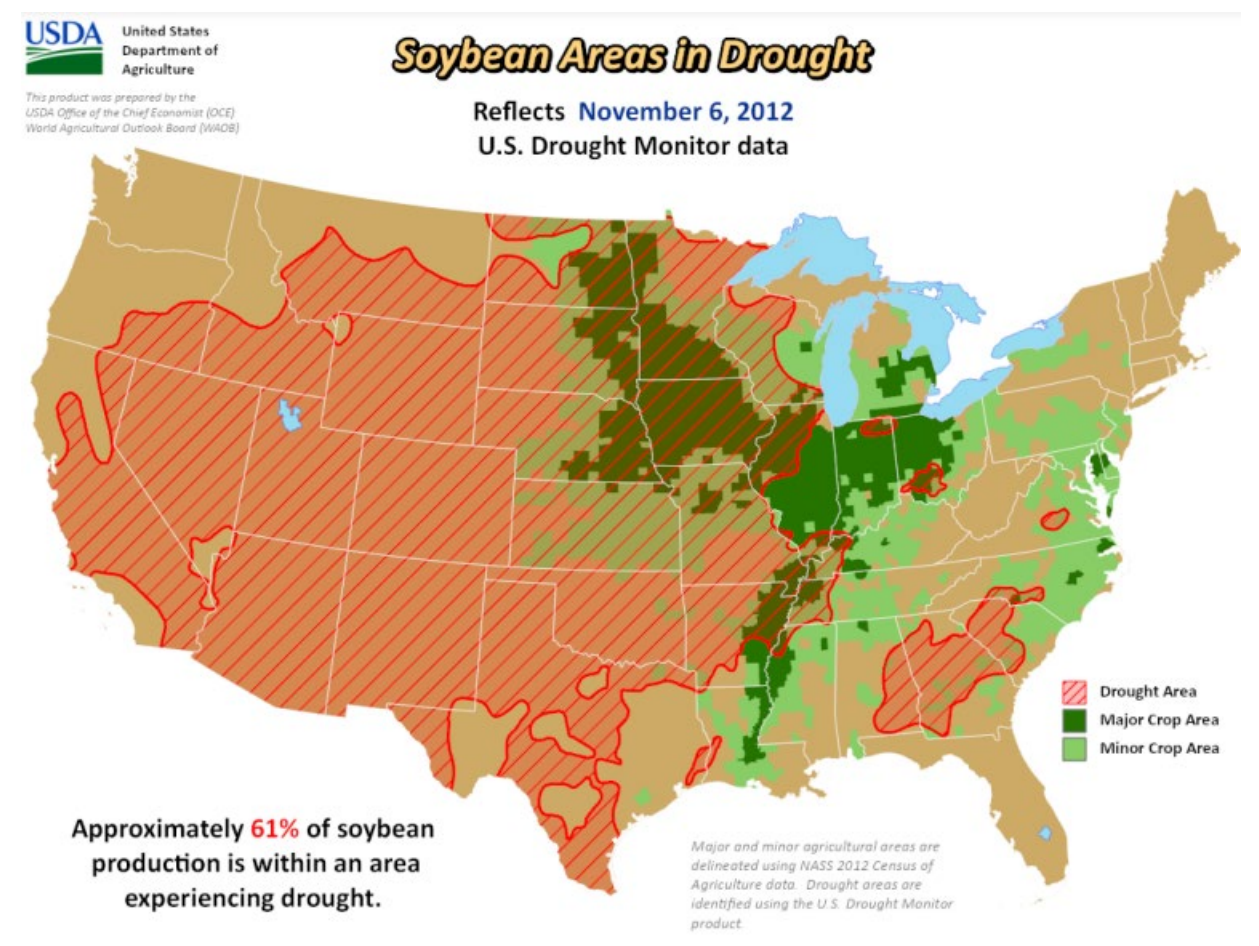 USDA
United States
Department of
Agriculture
This product was prepared by the
USDA Office of the Chief Economist (OCE)
World Agricultural Outlook Board (WAOB)
Soybean Areas in Drought
Reflects November 6, 2012
U.S. Drought Monitor data
Drought Area
Major Crop Area
Minor Crop Area
Approximately 61% of soybean
production is within an area
experiencing drought.
Major and minor agricultural areas are
delineated using NASS 2012 Census of
Agriculture data. Drought areas are
identified using the U.S. Drought Monitor
product.